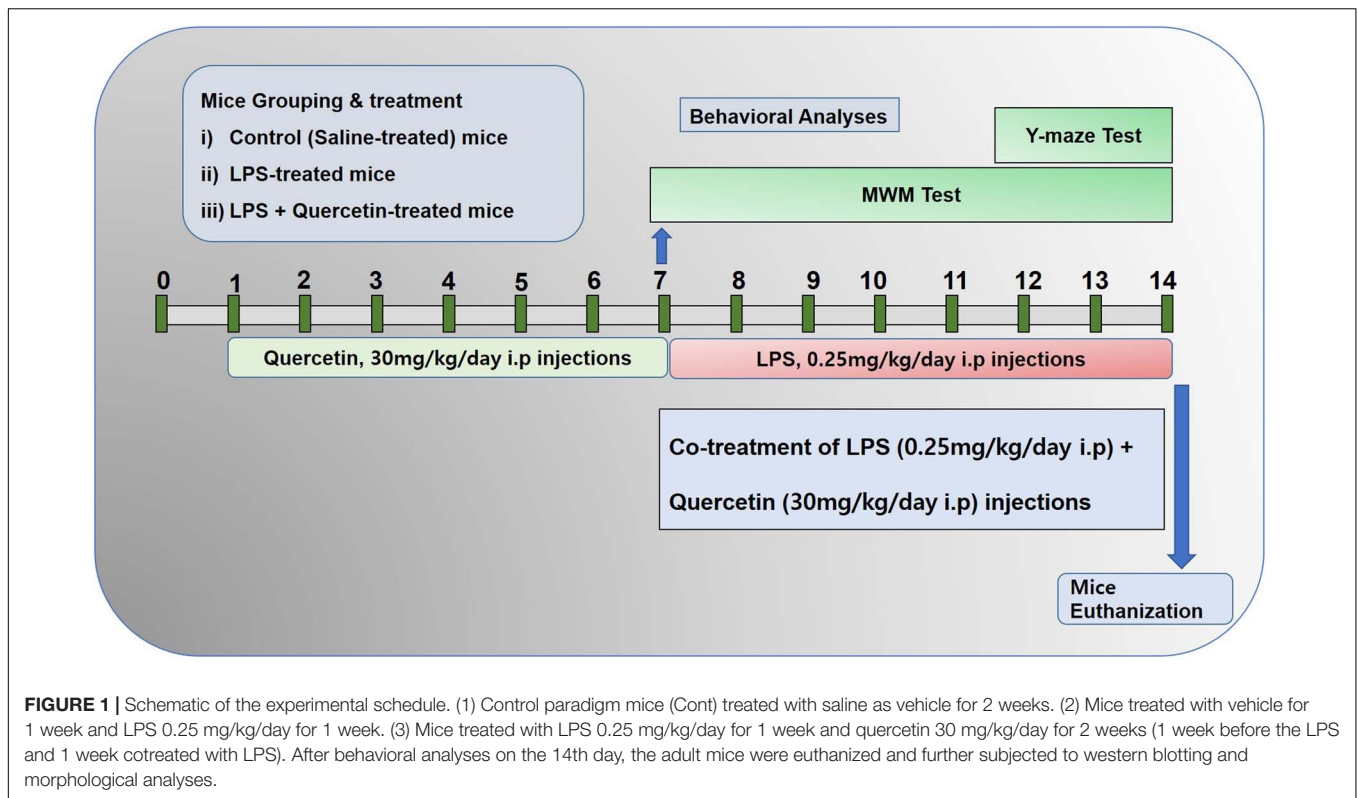 Mice Grouping & treatment
i) Control (Saline-treated) mice
ii) LPS-treated mice
iii) LPS + Quercetin-treated mice
Behavioral Analyses
Y-maze Test
MWM Test
0 1 2 3 4 5 6 7 8 9 10 11 12 13 14
Quercetin, 30mg/kg/day i.p injections
LPS, 0.25mg/kg/day i.p injections
Co-treatment of LPS (0.25mg/kg/day i.p) +
Quercetin (30mg/kg/day i.p) injections
Mice
Euthanization
FIGURE 1 | Schematic of the experimental schedule. (1) Control paradigm mice (Cont) treated with saline as vehicle for 2 weeks. (2) Mice treated with vehicle for
1 week and LPS 0.25 mg/kg/day for 1 week. (3) Mice treated with LPS 0.25 mg/kg/day for 1 week and quercetin 30 mg/kg/day for 2 weeks (1 week before the LPS
and 1 week cotreated with LPS). After behavioral analyses on the 14th day, the adult mice were euthanized and further subjected to western blotting and
morphological analyses.